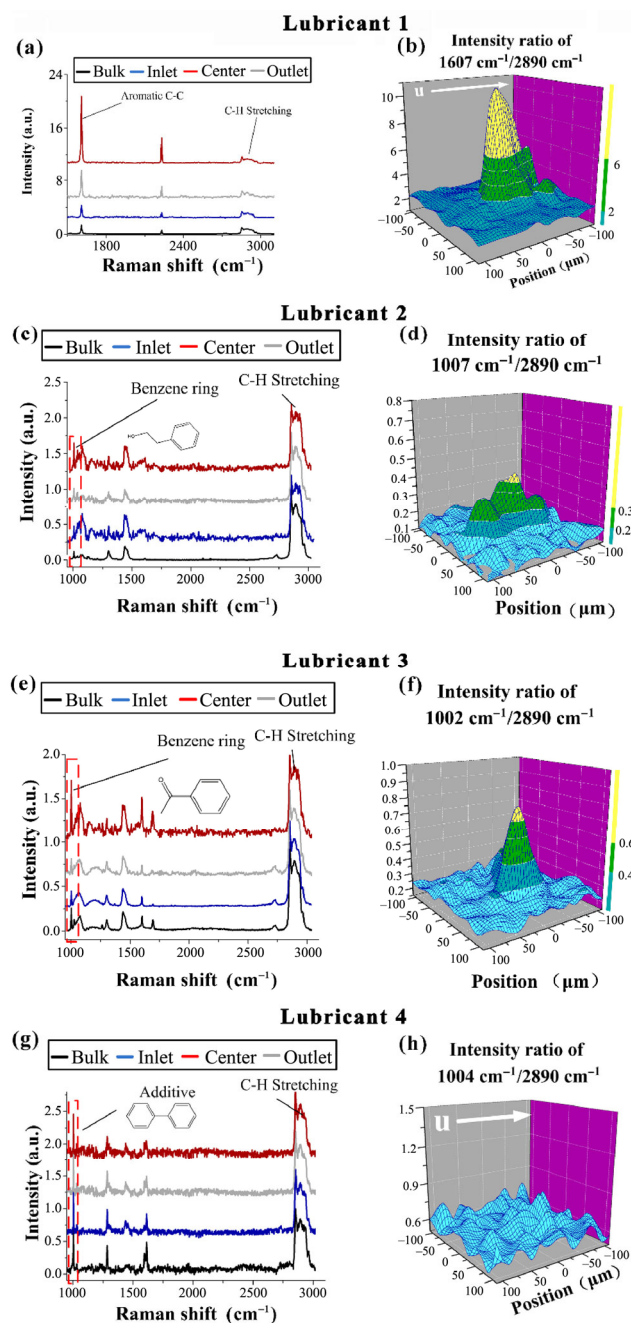 Lubricant 1
(a)
Bulk Inlet Center Outlet
Aromatic C-C
C-H Stretching
Intensity (a.u.)
24
16
8
0
1800 2400 3000
Raman shift (cm⁻¹)
(b)
Intensity ratio of
1607 cm⁻¹/2890 cm⁻¹
u
10
8
6
4
2
6
2
−100
−50
0
50
100
100
50
0
−50
−100
Position (μm)
Lubricant 2
(c)
Bulk Inlet Center Outlet
Benzene ring
C-H Stretching
Intensity (a.u.)
2.5
2.0
1.5
1.0
0.5
0.0
1000 1500 2000 2500 3000
Raman shift (cm⁻¹)
(d)
Intensity ratio of
1007 cm⁻¹/2890 cm⁻¹
0.8
0.7
0.6
0.5
0.4
0.3
0.2
0.1
0.3
0.2
−100
−50
0
50
100
100
50
0
−50
−100
Position (μm)
Lubricant 3
(e)
Bulk Inlet Center Outlet
Benzene ring
C-H Stretching
O
Intensity (a.u.)
2.0
1.5
1.0
0.5
0.0
1000 1500 2000 2500 3000
Raman shift (cm⁻¹)
(f)
Intensity ratio of
1002 cm⁻¹/2890 cm⁻¹
1.0
0.9
0.8
0.7
0.6
0.5
0.4
0.3
0.2
0.6
0.4
−50
0
50
100
100
50
0
−50
−100
Position (μm)
Lubricant 4
(g)
Bulk Inlet Center Outlet
Additive
C-H Stretching
Intensity (a.u.)
2.5
2.0
1.5
1.0
0.5
0.0
1000 1500 2000 2500 3000
Raman shift (cm⁻¹)
(h)
Intensity ratio of
1004 cm⁻¹/2890 cm⁻¹
u
1.5
1.2
0.9
0.6
−100
−50
0
50
100
100
50
0
−50
−100
Position (μm)